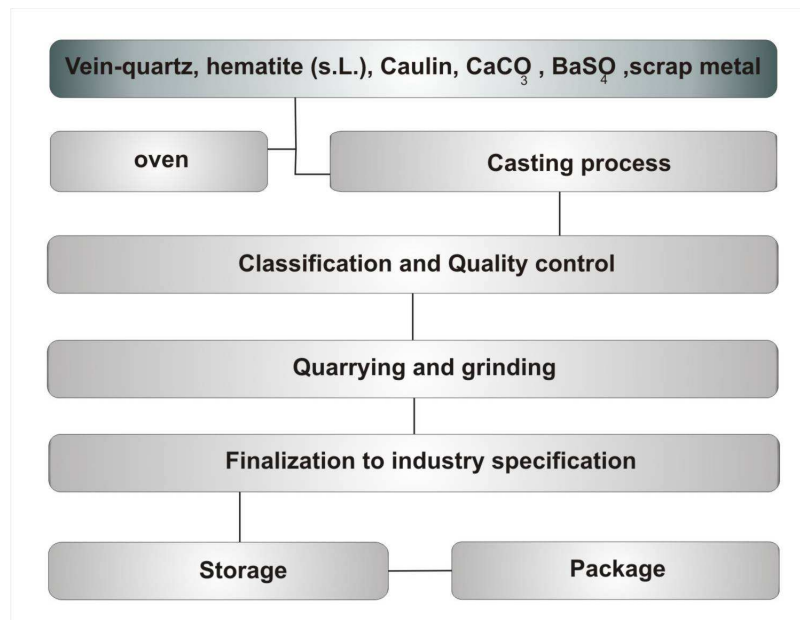 Vein-quartz, hematite (s.L.), Caulin, CaCO₃ , BaSO₄ ,scrap metal
oven
Casting process
Classification and Quality control
Quarrying and grinding
Finalization to industry specification
Storage
Package